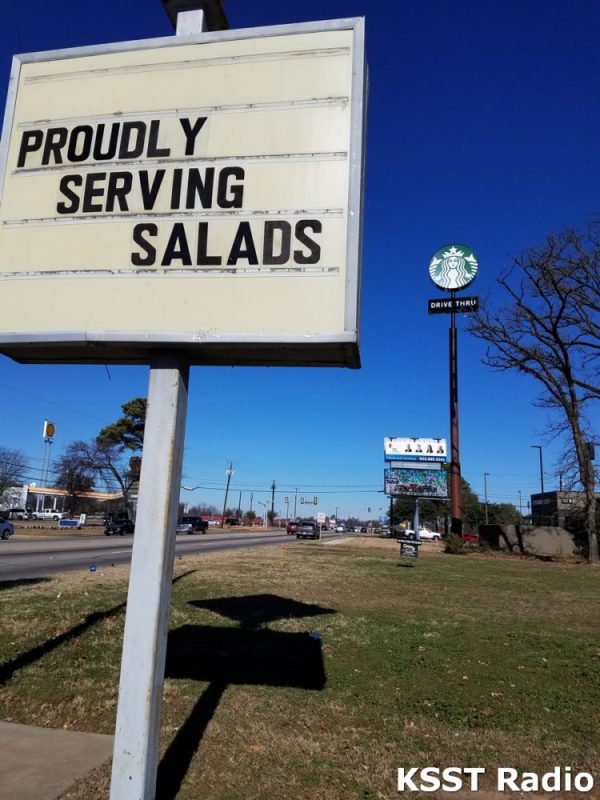 PROUDLY
SERVING
SALADS
DRIVE THRU
KSST Radio